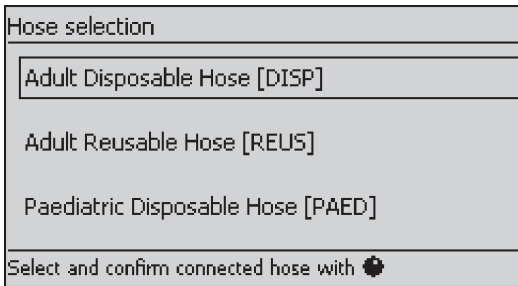 Hose selection
Adult Disposable Hose [DISP]
Adult Reusable Hose [REUS]
Paediatric Disposable Hose [PAED]
Select and confirm connected hose with